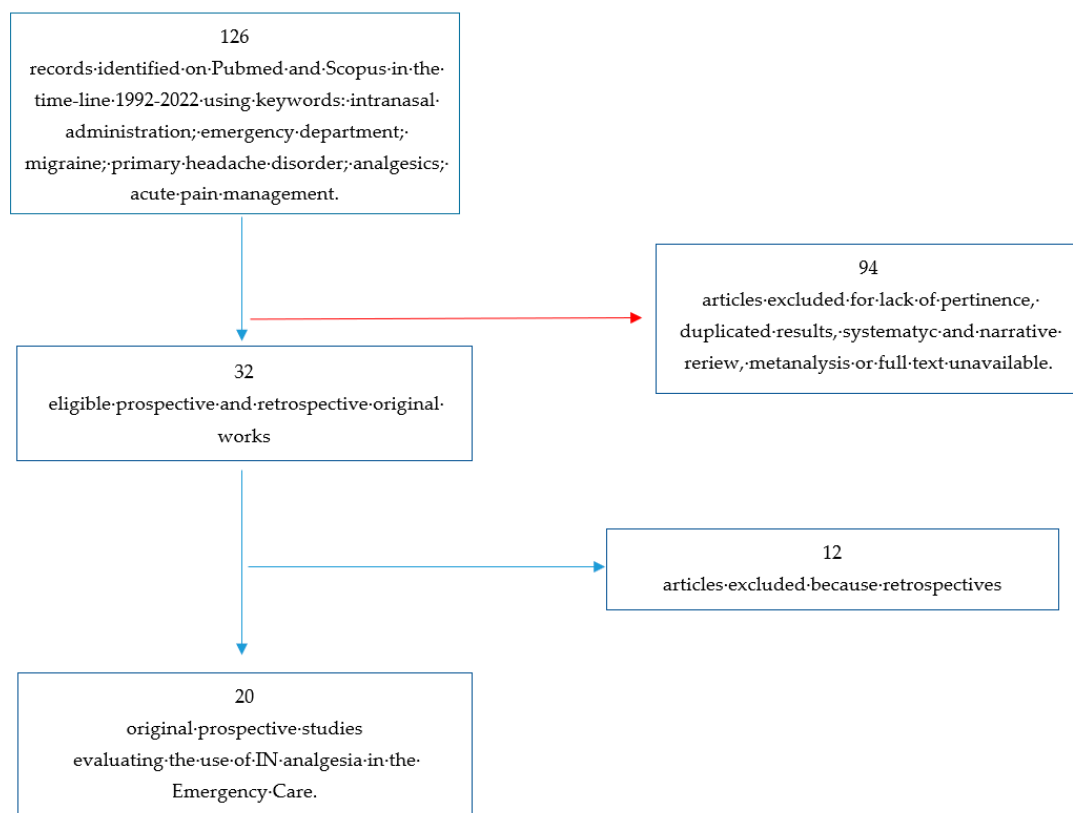 126
records·identified·on·Pubmed·and·Scopus·in·the·
time-line·1992-2022·using·keywords:·intranasal·
administration;·emergency·department;·
migraine;·primary·headache·disorder;·analgesics;·
acute·pain·management.
94
articles·excluded·for·lack·of·pertinence,·
duplicated·results,·systematyc·and·narrative·
reriew,·metanalysis·or·full·text·unavailable.
32
eligible·prospective·and·retrospective·original·
works
12
articles·excluded·because·retrospectives
20
original·prospective·studies
evaluating·the·use·of·IN·analgesia·in·the·
Emergency·Care.